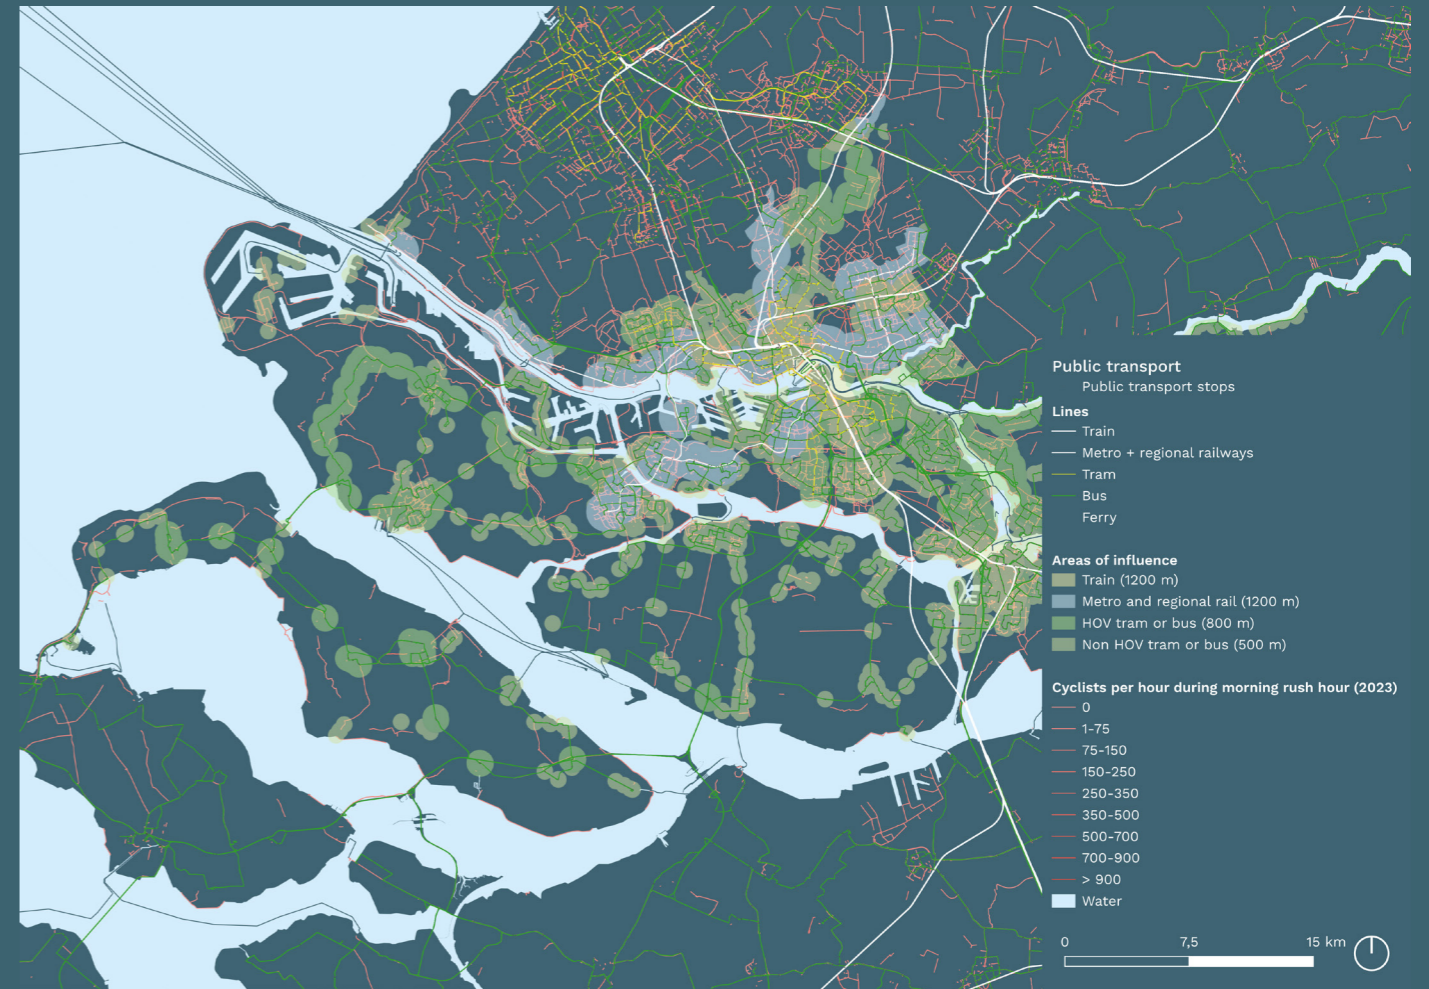 Public transport
Public transport stops
Lines
Train
Metro + regional railways
Tram
Bus
Ferry
Areas of influence
Train (1200 m)
Metro and regional rail (1200 m)
HOV tram or bus (800 m)
Non HOV tram or bus (500 m)
Cyclists per hour during morning rush hour (2023)
0
1-75
75-150
150-250
250-350
350-500
500-700
700-900
> 900
Water
0 7,5 15 km